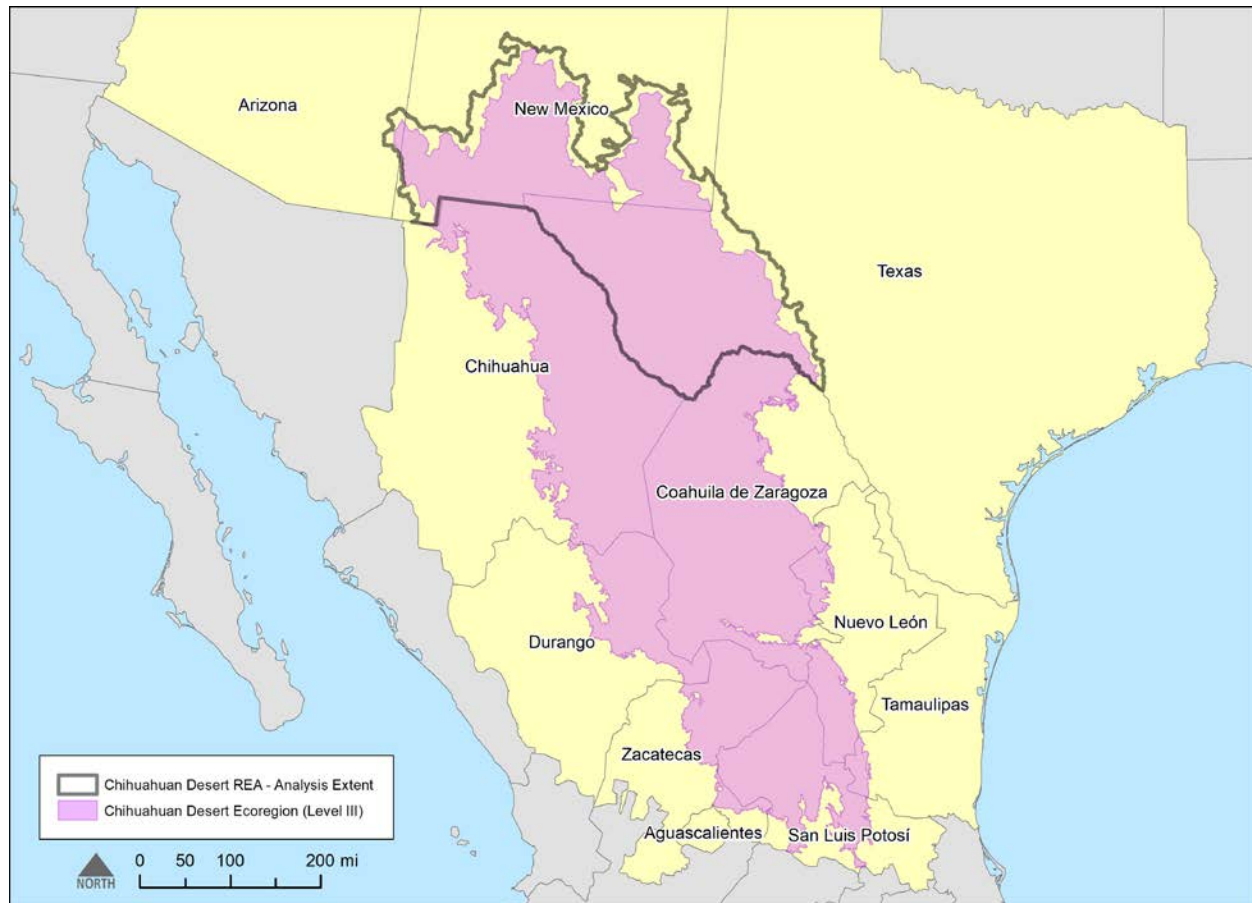 Arizona
New Mexico
Texas
Chihuahua
Coahuila de Zaragoza
Nuevo León
Durango
Tamaulipas
Zacatecas
Aguascalientes
San Luis Potosí
Chihuahuan Desert REA - Analysis Extent
Chihuahuan Desert Ecoregion (Level III)
NORTH
0 50 100 200 mi